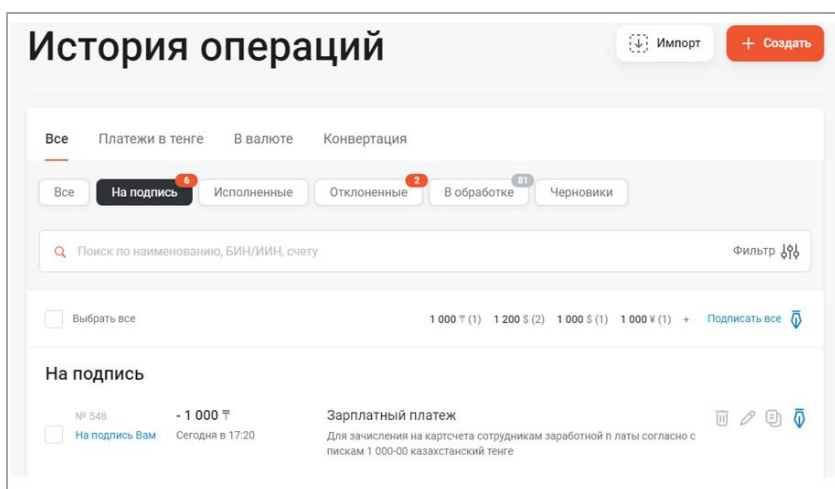 История операций
Импорт
+ Создать
Все Платежи в тенге В валюте Конвертация
Все На подпись 6 Исполненные Отклоненные 2 В обработке 81 Черновики
Поиск по наименованию, БИН/ИИН, счету Фильтр
Выбрать все 1 000 ₸ (1) 1 200 $ (2) 1 000 $ (1) 1 000 ¥ (1) + Подписать все
На подпись
№ 548 - 1 000 ₸ Зарплатный платеж
На подпись Вам Сегодня в 17:20 Для зачисления на картсчета сотрудникам заработной п латы согласно с
пискам 1 000-00 казахстанский тенге